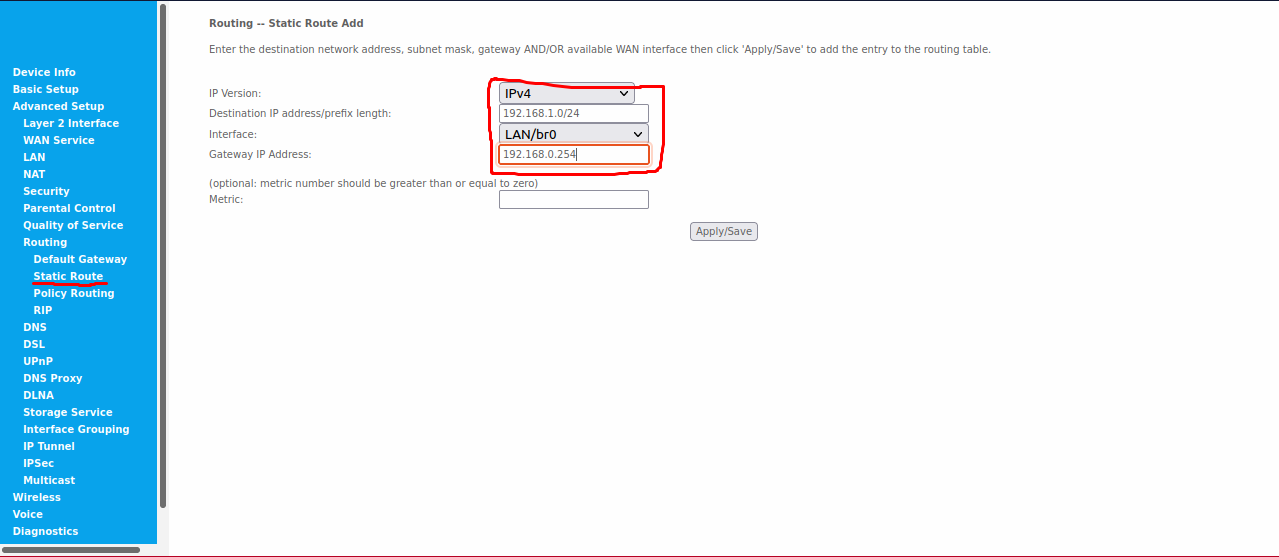 Device Info
Basic Setup
Advanced Setup
Layer 2 Interface
WAN Service
LAN
NAT
Security
Parental Control
Quality of Service
Routing
Default Gateway
Static Route
Policy Routing
RIP
DNS
DSL
UPnP
DNS Proxy
DLNA
Storage Service
Interface Grouping
IP Tunnel
IPSec
Multicast
Wireless
Voice
Diagnostics
Routing -- Static Route Add
Enter the destination network address, subnet mask, gateway AND/OR available WAN interface then click 'Apply/Save' to add the entry to the routing table.
IP Version: IPv4
Destination IP address/prefix length: 192.168.1.0/24
Interface: LAN/br0
Gateway IP Address: 192.168.0.254
(optional: metric number should be greater than or equal to zero)
Metric:
Apply/Save